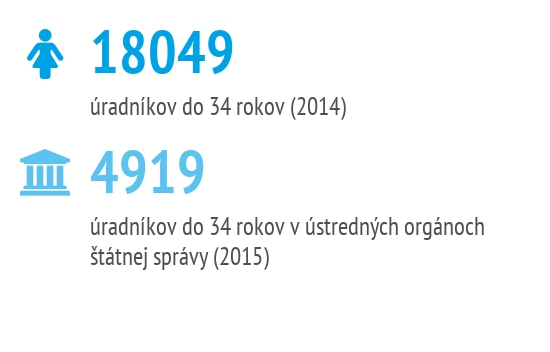 18049
úradníkov do 34 rokov (2014)
4919
úradníkov do 34 rokov v ústredných orgánoch
štátnej správy (2015)